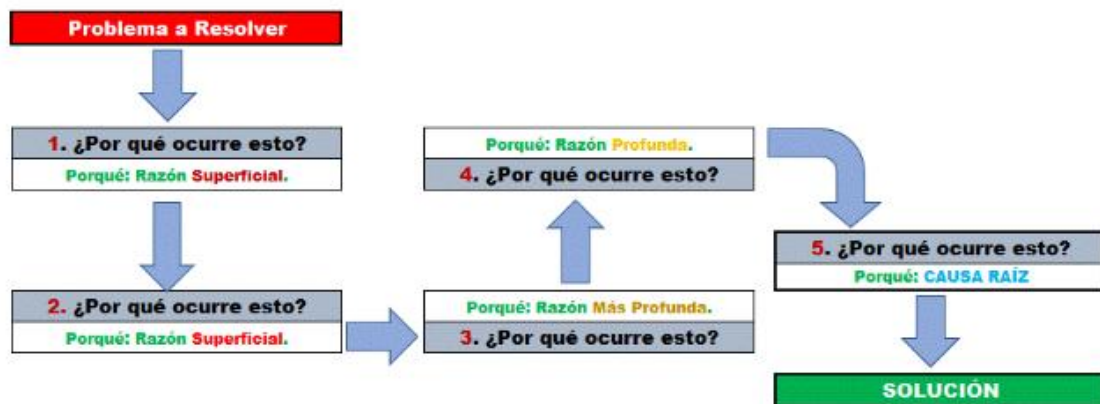 Problema a Resolver
1. ¿Por qué ocurre esto?
Porqué: Razón Superficial.
2. ¿Por qué ocurre esto?
Porqué: Razón Superficial.
Porqué: Razón Más Profunda.
3. ¿Por qué ocurre esto?
Porqué: Razón Profunda.
4. ¿Por qué ocurre esto?
5. ¿Por qué ocurre esto?
Porqué: CAUSA RAÍZ
SOLUCIÓN